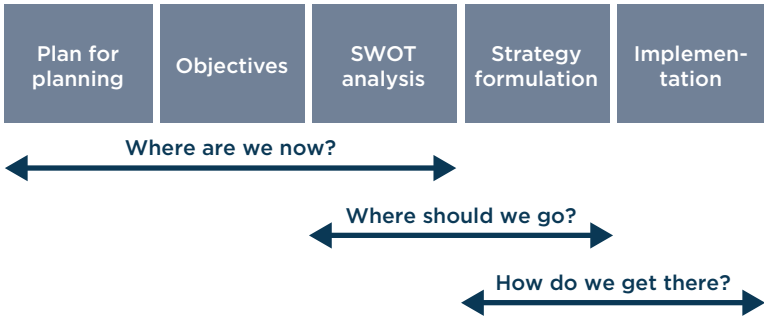 Plan for
planning
Objectives
SWOT
analysis
Strategy
formulation
Implemen-
tation
Where are we now?
Where should we go?
How do we get there?